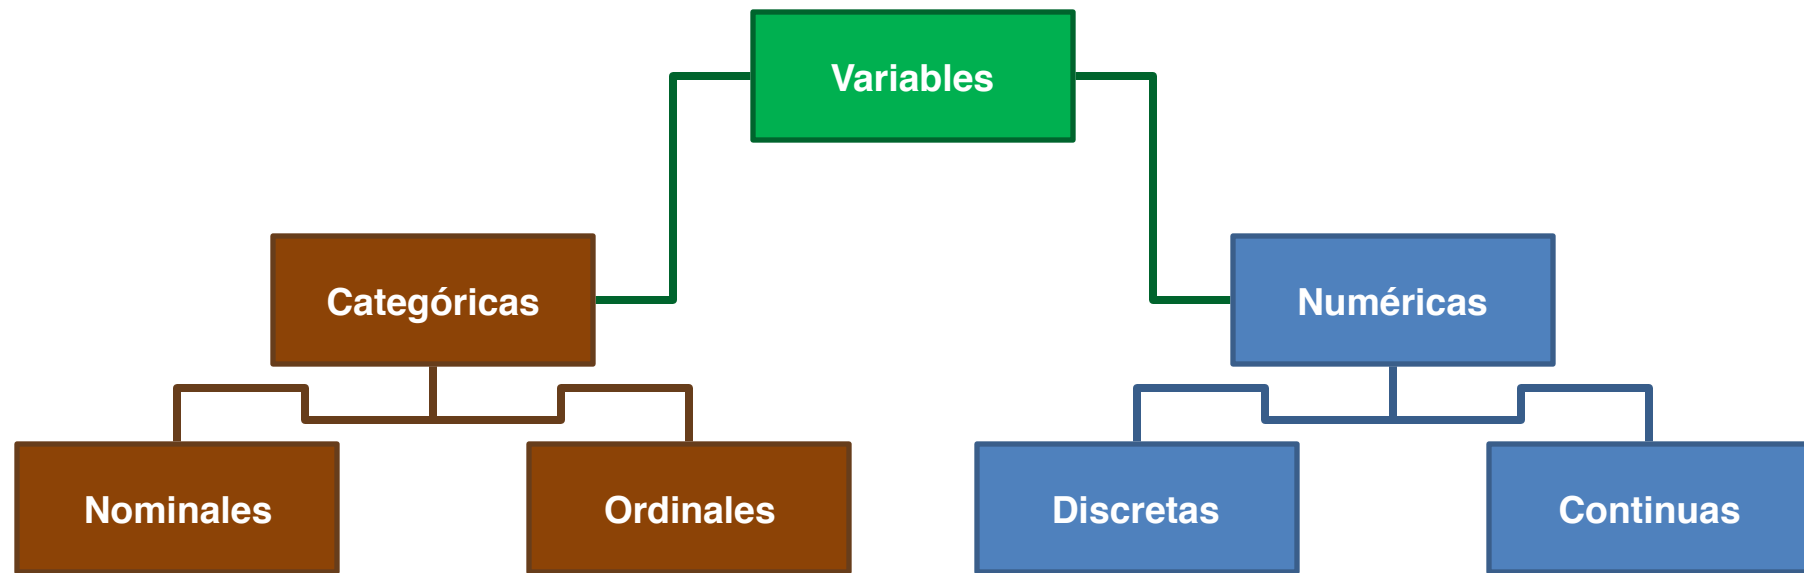 Variables
Categóricas
Numéricas
Nominales
Ordinales
Discretas
Continuas